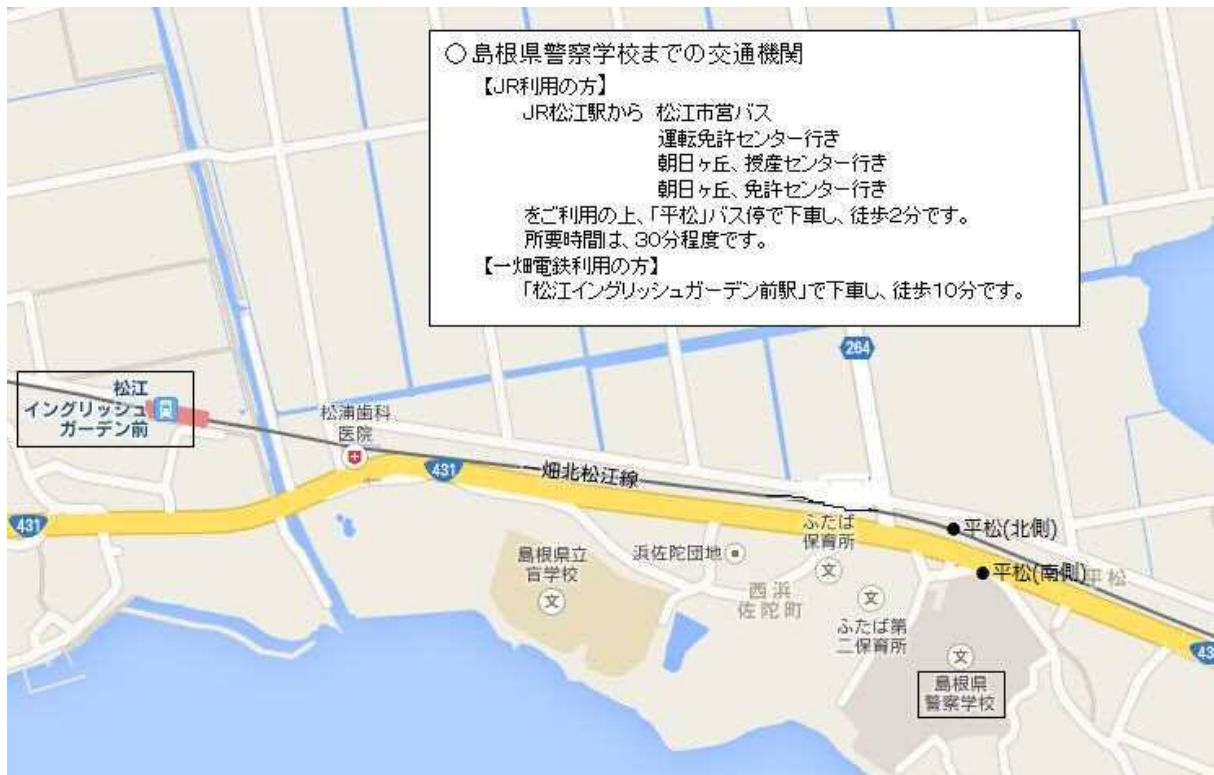 ○島根県警察学校までの交通機関
【JR利用の方】
JR松江駅から 松江市営バス
運転免許センター行き
朝日ヶ丘、授産センター行き
朝日ヶ丘、免許センター行き
をご利用の上、「平松」バス停で下車し、徒歩2分です。
所要時間は、30分程度です。
【一畑電鉄利用の方】
「松江イングリッシュガーデン前駅」で下車し、徒歩10分です。
264
松江
イングリッシュ
ガーデン前
松浦歯科
医院
431
一畑北松江線
431
ふたば
保育所
平松(北側)
島根県立
盲学校
文
浜佐陀団地
文
平松(南側)
平松
西浜
佐陀町
文
ふたば第
二保育所
文
島根県
警察学校
43